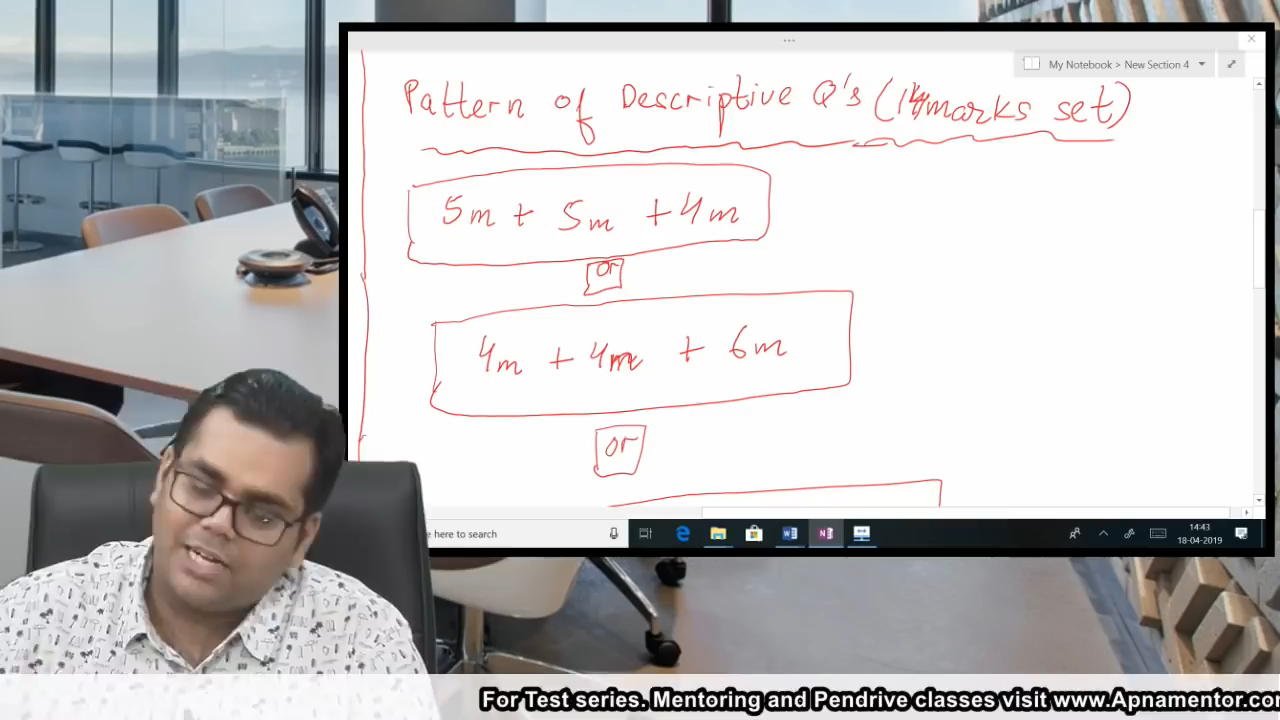 My Notebook > New Section 4
Pattern of Descriptive Q's (14marks set)
5m + 5m + 4m
or
4m + 4m + 6m
or
here to search
14:43
18-04-2019
For Test series. Mentoring and Pendrive classes visit www.Apnamentor.co